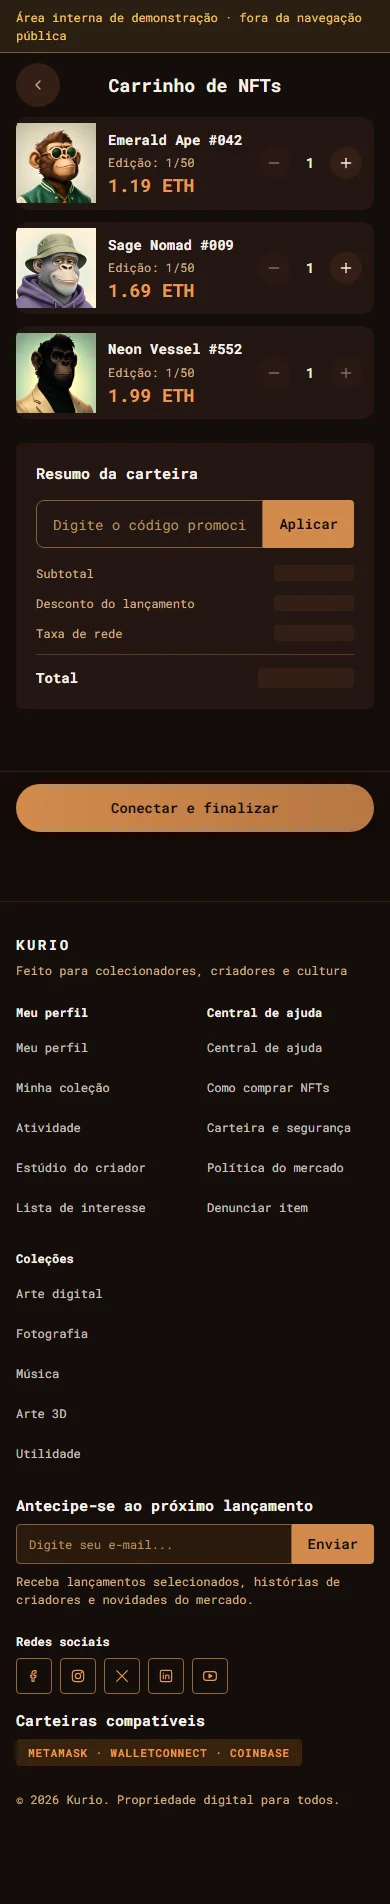 Área interna de demonstração · fora da navegação
pública
Carrinho de NFTs
Emerald Ape #042
Edição: 1/50
1
1.19 ETH
Sage Nomad #009
Edição: 1/50
1
1.69 ETH
Neon Vessel #552
Edição: 1/50
1
1.99 ETH
Resumo da carteira
Digite o código promoci
Aplicar
Subtotal
Desconto do lançamento
Taxa de rede
Total
Conectar e finalizar
KURIO
Feito para colecionadores, criadores e cultura
Meu perfil
Meu perfil
Minha coleção
Atividade
Estúdio do criador
Lista de interesse
Central de ajuda
Central de ajuda
Como comprar NFTs
Carteira e segurança
Política do mercado
Denunciar item
Coleções
Arte digital
Fotografia
Música
Arte 3D
Utilidade
Antecipe-se ao próximo lançamento
Digite seu e-mail...
Enviar
Receba lançamentos selecionados, histórias de
criadores e novidades do mercado.
Redes sociais
Carteiras compatíveis
METAMASK · WALLETCONNECT · COINBASE
© 2026 Kurio. Propriedade digital para todos.